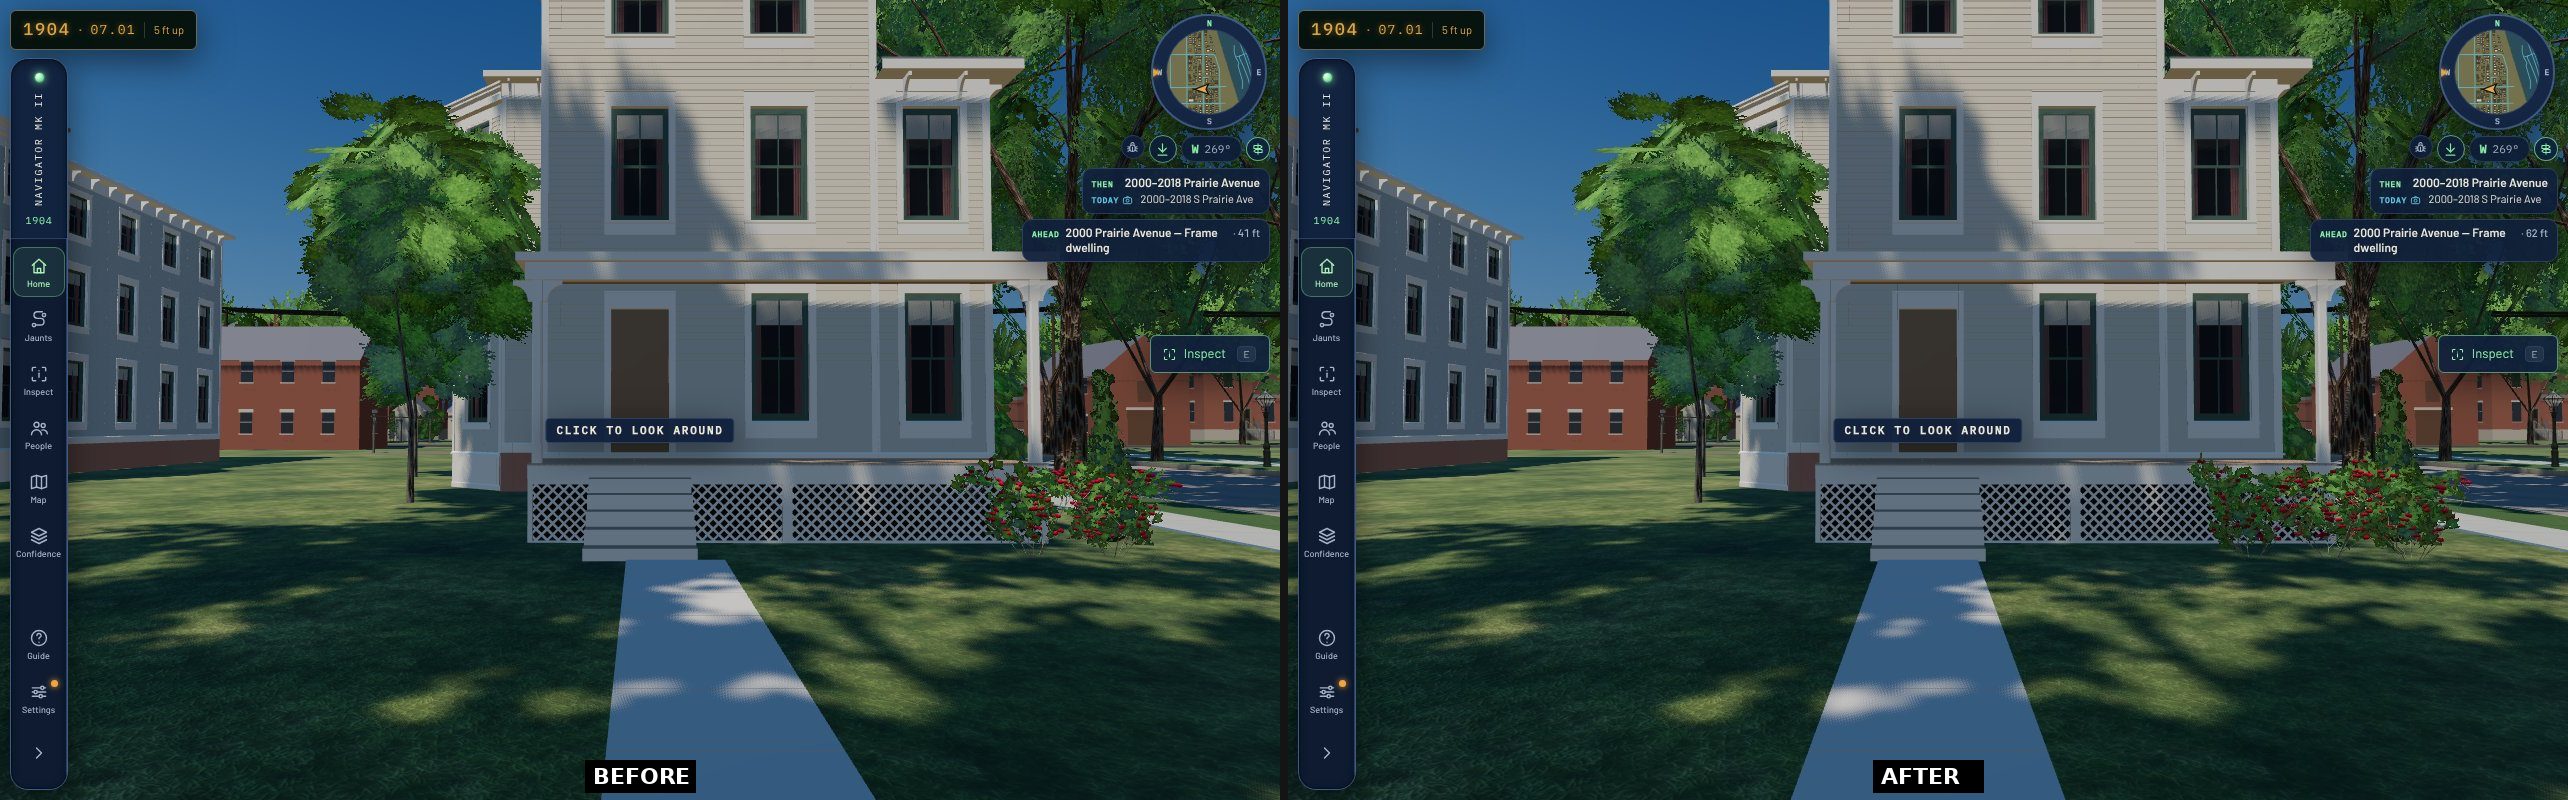 1904 · 07.01 5 ft up
NAVIGATOR MK II
1904
Home
Jaunts
Inspect
People
Map
Confidence
Guide
Settings
N
W
E
S
W 269°
THEN 2000–2018 Prairie Avenue
TODAY 2000–2018 S Prairie Ave
AHEAD 2000 Prairie Avenue — Frame dwelling · 41 ft
Inspect E
CLICK TO LOOK AROUND
BEFORE
1904 · 07.01 5 ft up
NAVIGATOR MK II
1904
Home
Jaunts
Inspect
People
Map
Confidence
Guide
Settings
N
W
E
S
W 269°
THEN 2000–2018 Prairie Avenue
TODAY 2000–2018 S Prairie Ave
AHEAD 2000 Prairie Avenue — Frame dwelling · 62 ft
Inspect E
CLICK TO LOOK AROUND
AFTER